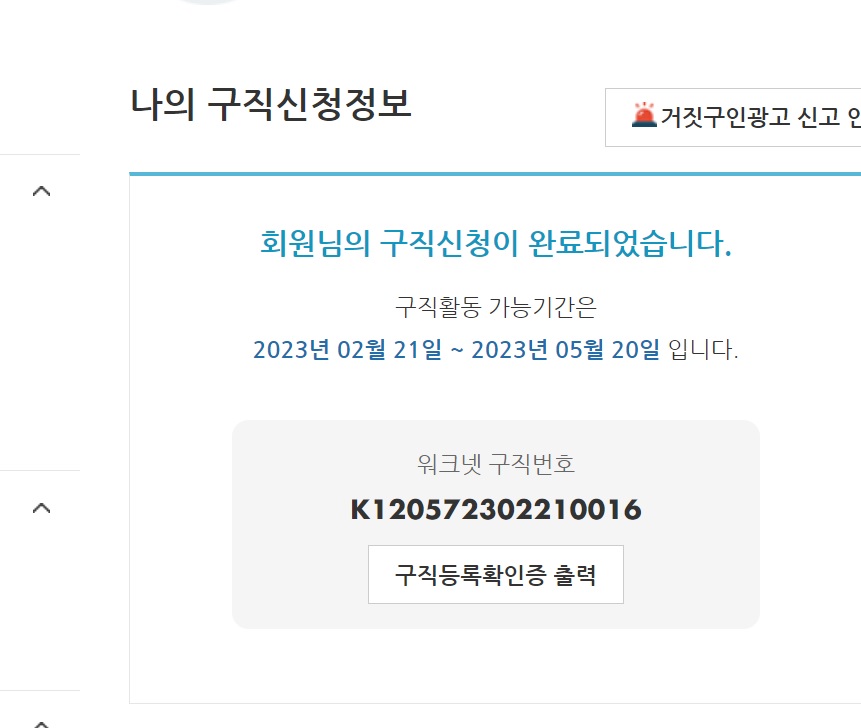 나의 구직신청정보
거짓구인광고 신고
회원님의 구직신청이 완료되었습니다.
구직활동 가능기간은
2023년 02월 21일 ~ 2023년 05월 20일 입니다.
워크넷 구직번호
K120572302210016
구직등록확인증 출력